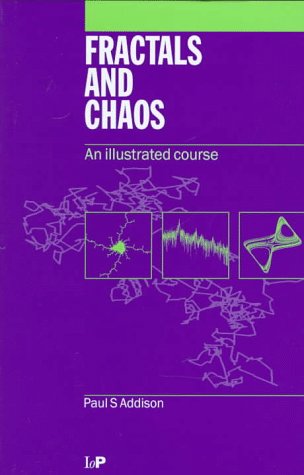 FRACTALS
AND
CHAOS
An illustrated course
Paul S Addison
IoP